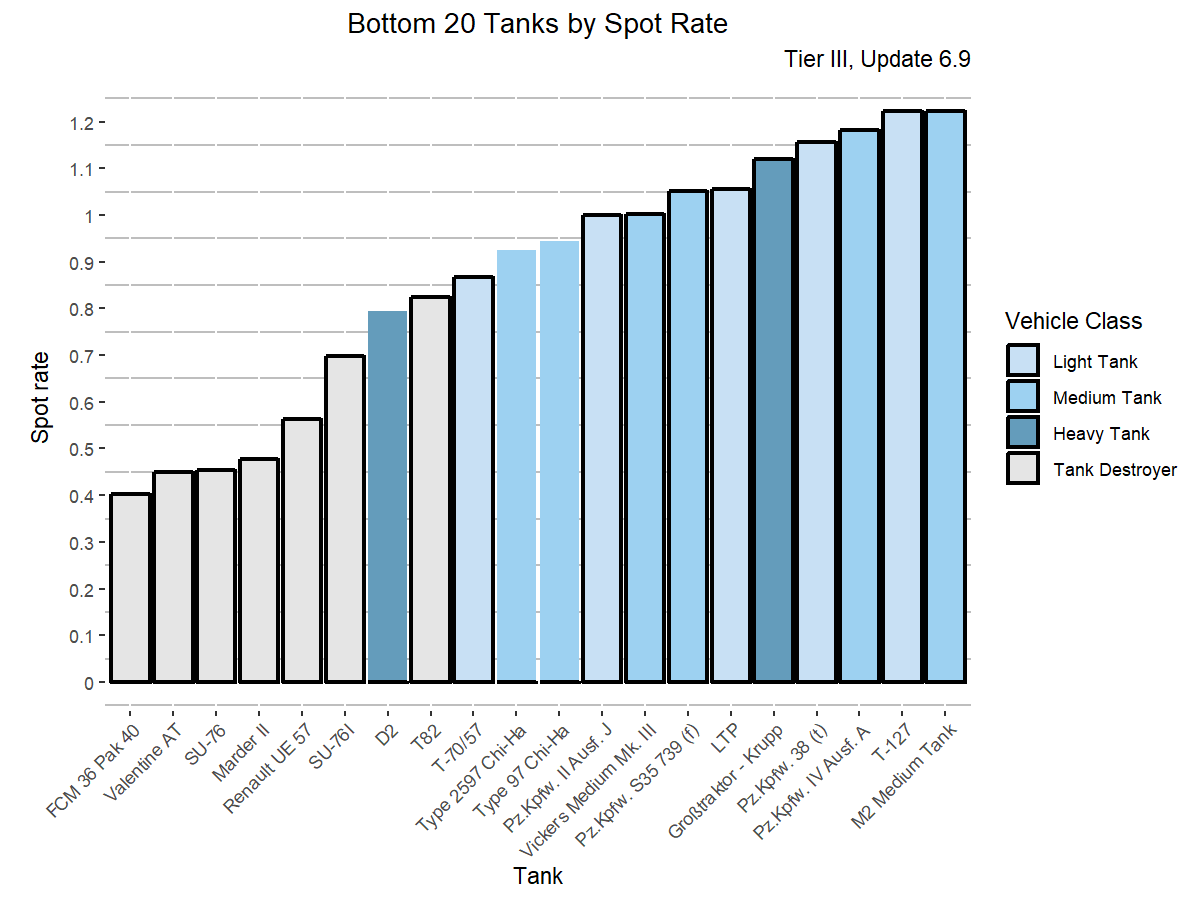 Bottom 20 Tanks by Spot Rate
Tier III, Update 6.9
Spot rate
1.2
1.1
1
0.9
0.8
0.7
0.6
0.5
0.4
0.3
0.2
0.1
0
FCM 36 Pak 40
Valentine AT
SU-76
Marder II
Renault UE 57
SU-76I
D2
T82
T-70/57
Type 2597 Chi-Ha
Type 97 Chi-Ha
Pz.Kpfw. II Ausf. J
Vickers Medium Mk. III
Pz.Kpfw. S35 739 (f)
LTP
Großtraktor - Krupp
Pz.Kpfw. 38 (t)
Pz.Kpfw. IV Ausf. A
T-127
M2 Medium Tank
Tank
Vehicle Class
Light Tank
Medium Tank
Heavy Tank
Tank Destroyer